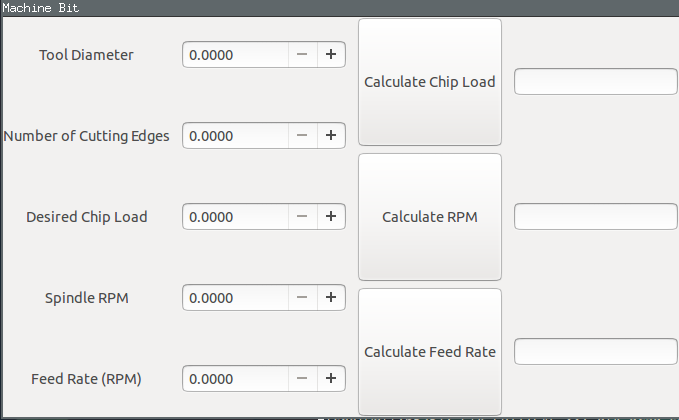 Machine Bit
Tool Diameter 0.0000 − +
Calculate Chip Load
Number of Cutting Edges 0.0000 − +
Desired Chip Load 0.0000 − +
Calculate RPM
Spindle RPM 0.0000 − +
Calculate Feed Rate
Feed Rate (RPM) 0.0000 − +